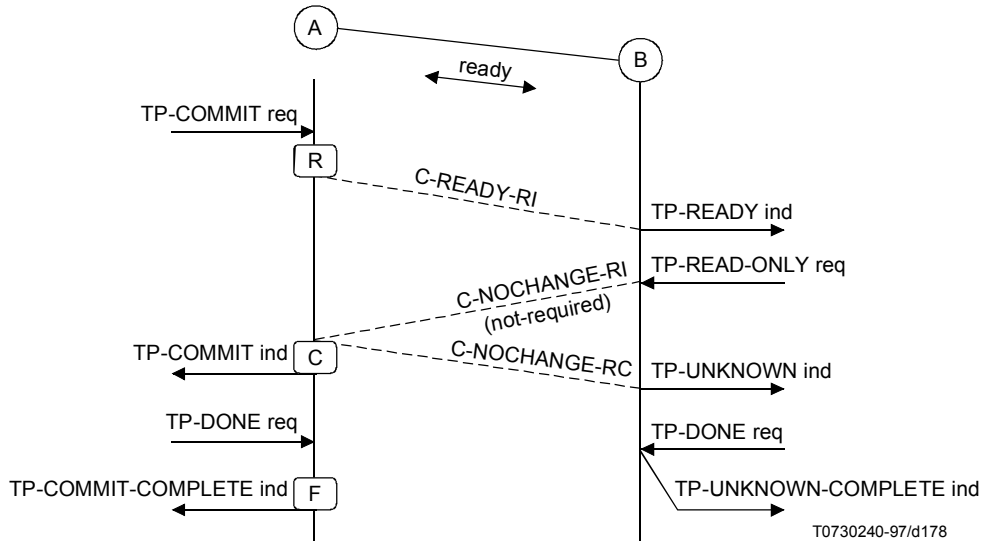 A
B
ready
TP-COMMIT req
R
C-READY-RI
TP-READY ind
TP-READ-ONLY req
C-NOCHANGE-RI
(not-required)
TP-COMMIT ind
C
C-NOCHANGE-RC
TP-UNKNOWN ind
TP-DONE req
TP-DONE req
TP-COMMIT-COMPLETE ind
F
TP-UNKNOWN-COMPLETE ind
T0730240-97/d178